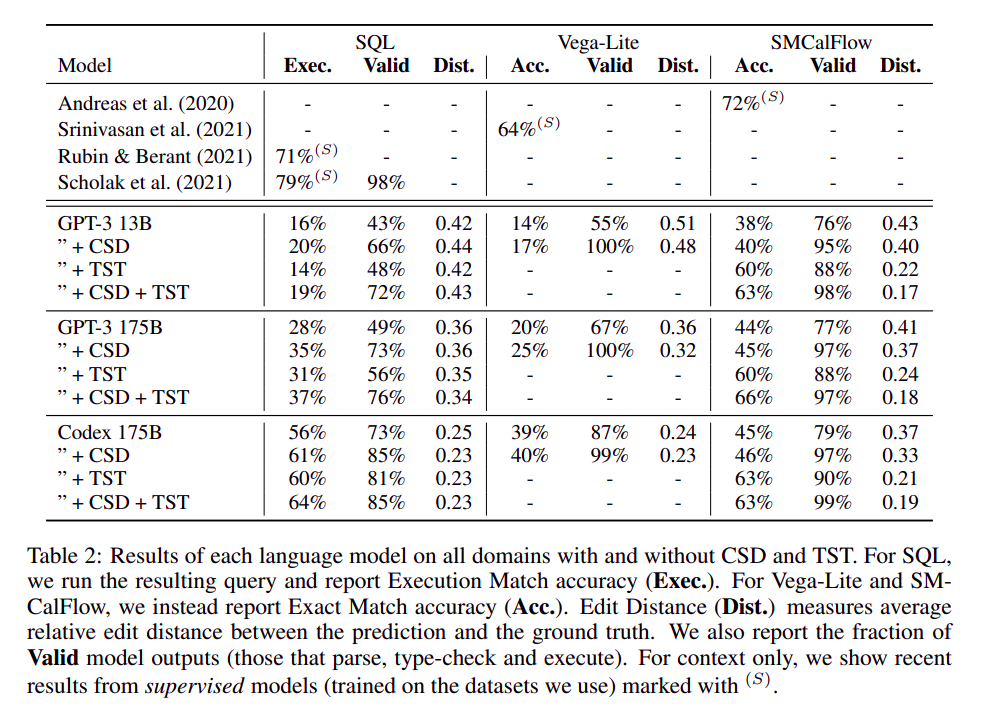 SQL Vega-Lite SMCalFlow
Model Exec. Valid Dist. Acc. Valid Dist. Acc. Valid Dist.
Andreas et al. (2020) - - - - - - 72%(S) - -
Srinivasan et al. (2021) - - - 64%(S) - - - - -
Rubin & Berant (2021) 71%(S) - - - - - - - -
Scholak et al. (2021) 79%(S) 98% - - - - - - -
GPT-3 13B 16% 43% 0.42 14% 55% 0.51 38% 76% 0.43
” + CSD 20% 66% 0.44 17% 100% 0.48 40% 95% 0.40
” + TST 14% 48% 0.42 - - - 60% 88% 0.22
” + CSD + TST 19% 72% 0.43 - - - 63% 98% 0.17
GPT-3 175B 28% 49% 0.36 20% 67% 0.36 44% 77% 0.41
” + CSD 35% 73% 0.36 25% 100% 0.32 45% 97% 0.37
” + TST 31% 56% 0.35 - - - 60% 88% 0.24
” + CSD + TST 37% 76% 0.34 - - - 66% 97% 0.18
Codex 175B 56% 73% 0.25 39% 87% 0.24 45% 79% 0.37
” + CSD 61% 85% 0.23 40% 99% 0.23 46% 97% 0.33
” + TST 60% 81% 0.23 - - - 63% 90% 0.21
” + CSD + TST 64% 85% 0.23 - - - 63% 99% 0.19
Table 2: Results of each language model on all domains with and without CSD and TST. For SQL,
we run the resulting query and report Execution Match accuracy (Exec.). For Vega-Lite and SM-
CalFlow, we instead report Exact Match accuracy (Acc.). Edit Distance (Dist.) measures average
relative edit distance between the prediction and the ground truth. We also report the fraction of
Valid model outputs (those that parse, type-check and execute). For context only, we show recent
results from supervised models (trained on the datasets we use) marked with (S).